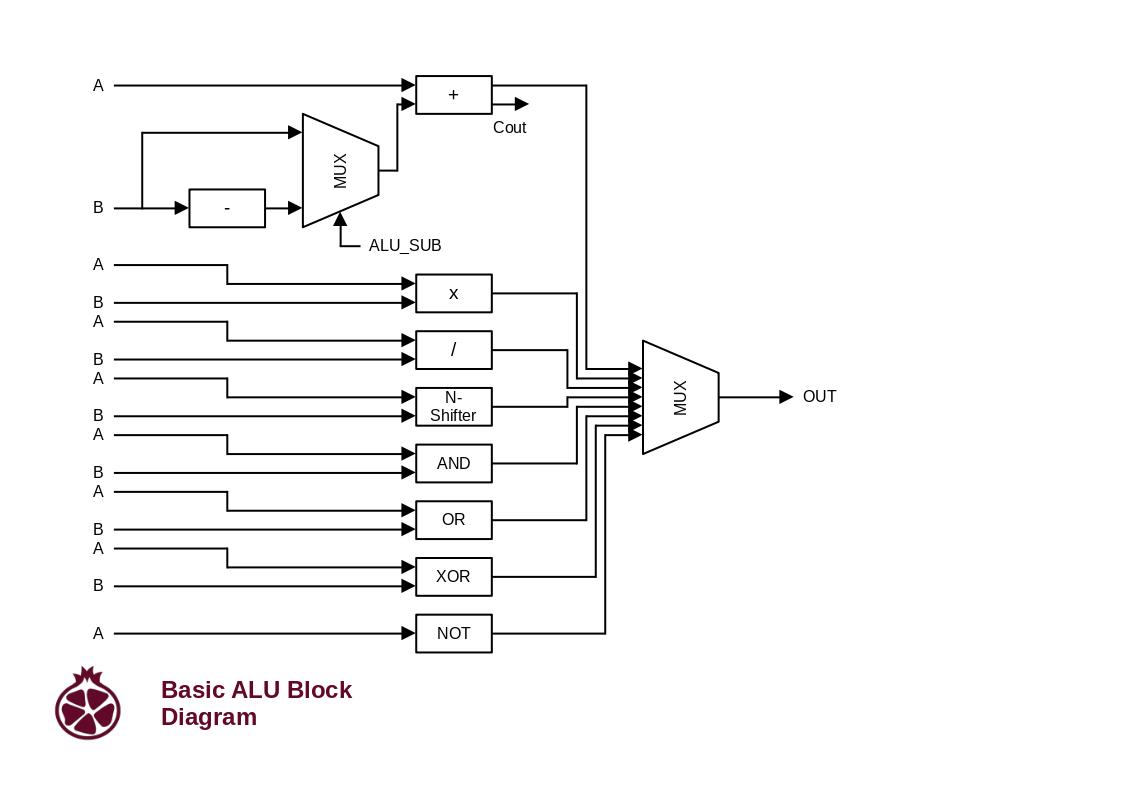 A
+
Cout
MUX
B
-
ALU_SUB
A
x
B
A
/
B
A
N-
Shifter
MUX
OUT
B
A
AND
B
A
OR
B
A
XOR
B
A
NOT
Basic ALU Block
Diagram